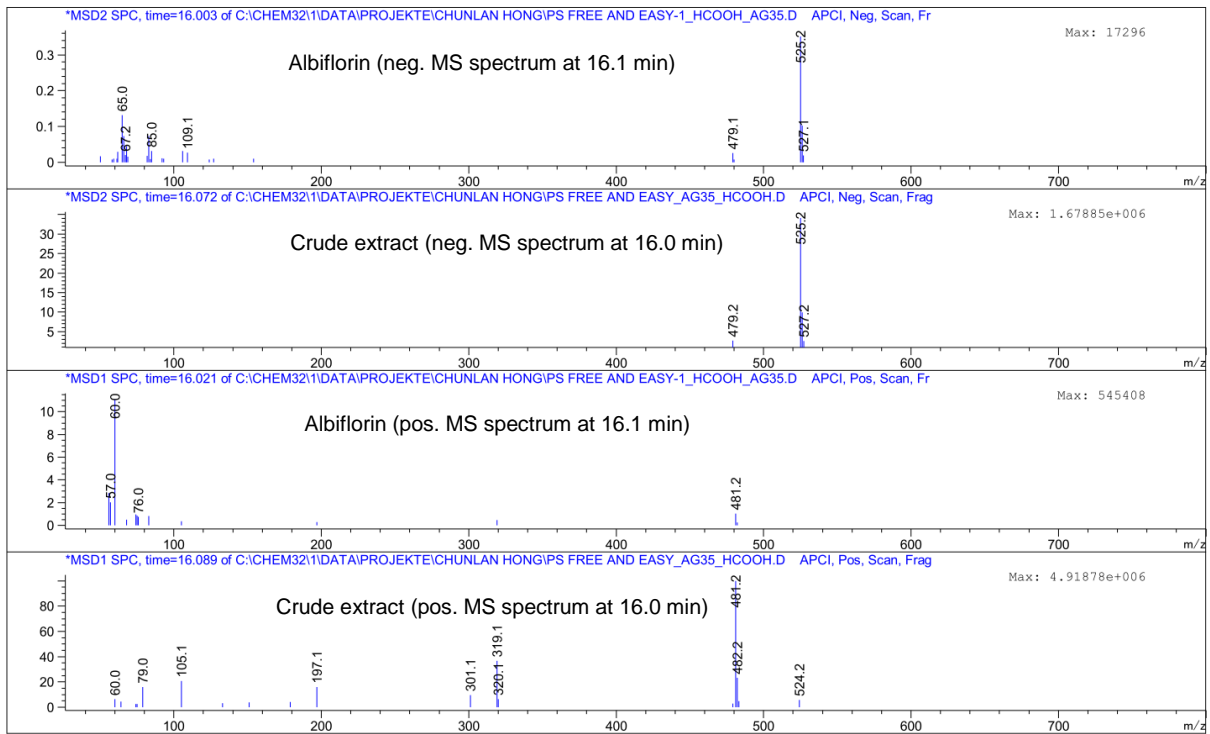 *MSD2 SPC, time=16.003 of C:\CHEM32\1\DATA\PROJEKTE\CHUNLAN HONG\PS FREE AND EASY-1_HCOOH_AG35.D APCI, Neg, Scan, Fr
Max: 17296
Albiflorin (neg. MS spectrum at 16.1 min)
0.3
0.2
0.1
0
65.0
67.2
85.0
109.1
479.1
525.2
527.1
100 200 300 400 500 600 700 m/z
*MSD2 SPC, time=16.072 of C:\CHEM32\1\DATA\PROJEKTE\CHUNLAN HONG\PS FREE AND EASY_AG35_HCOOH.D APCI, Neg, Scan, Frag
Max: 1.67885e+006
Crude extract (neg. MS spectrum at 16.0 min)
30
25
20
15
10
5
479.2
525.2
527.2
100 200 300 400 500 600 700 m/z
*MSD1 SPC, time=16.021 of C:\CHEM32\1\DATA\PROJEKTE\CHUNLAN HONG\PS FREE AND EASY-1_HCOOH_AG35.D APCI, Pos, Scan, Fr
Max: 545408
Albiflorin (pos. MS spectrum at 16.1 min)
10
8
6
4
2
0
57.0
60.0
76.0
481.2
100 200 300 400 500 600 700 m/z
*MSD1 SPC, time=16.089 of C:\CHEM32\1\DATA\PROJEKTE\CHUNLAN HONG\PS FREE AND EASY_AG35_HCOOH.D APCI, Pos, Scan, Frag
Max: 4.91878e+006
Crude extract (pos. MS spectrum at 16.0 min)
80
60
40
20
0
60.0
79.0
105.1
197.1
301.1
319.1
320.1
481.2
482.2
524.2
100 200 300 400 500 600 700 m/z